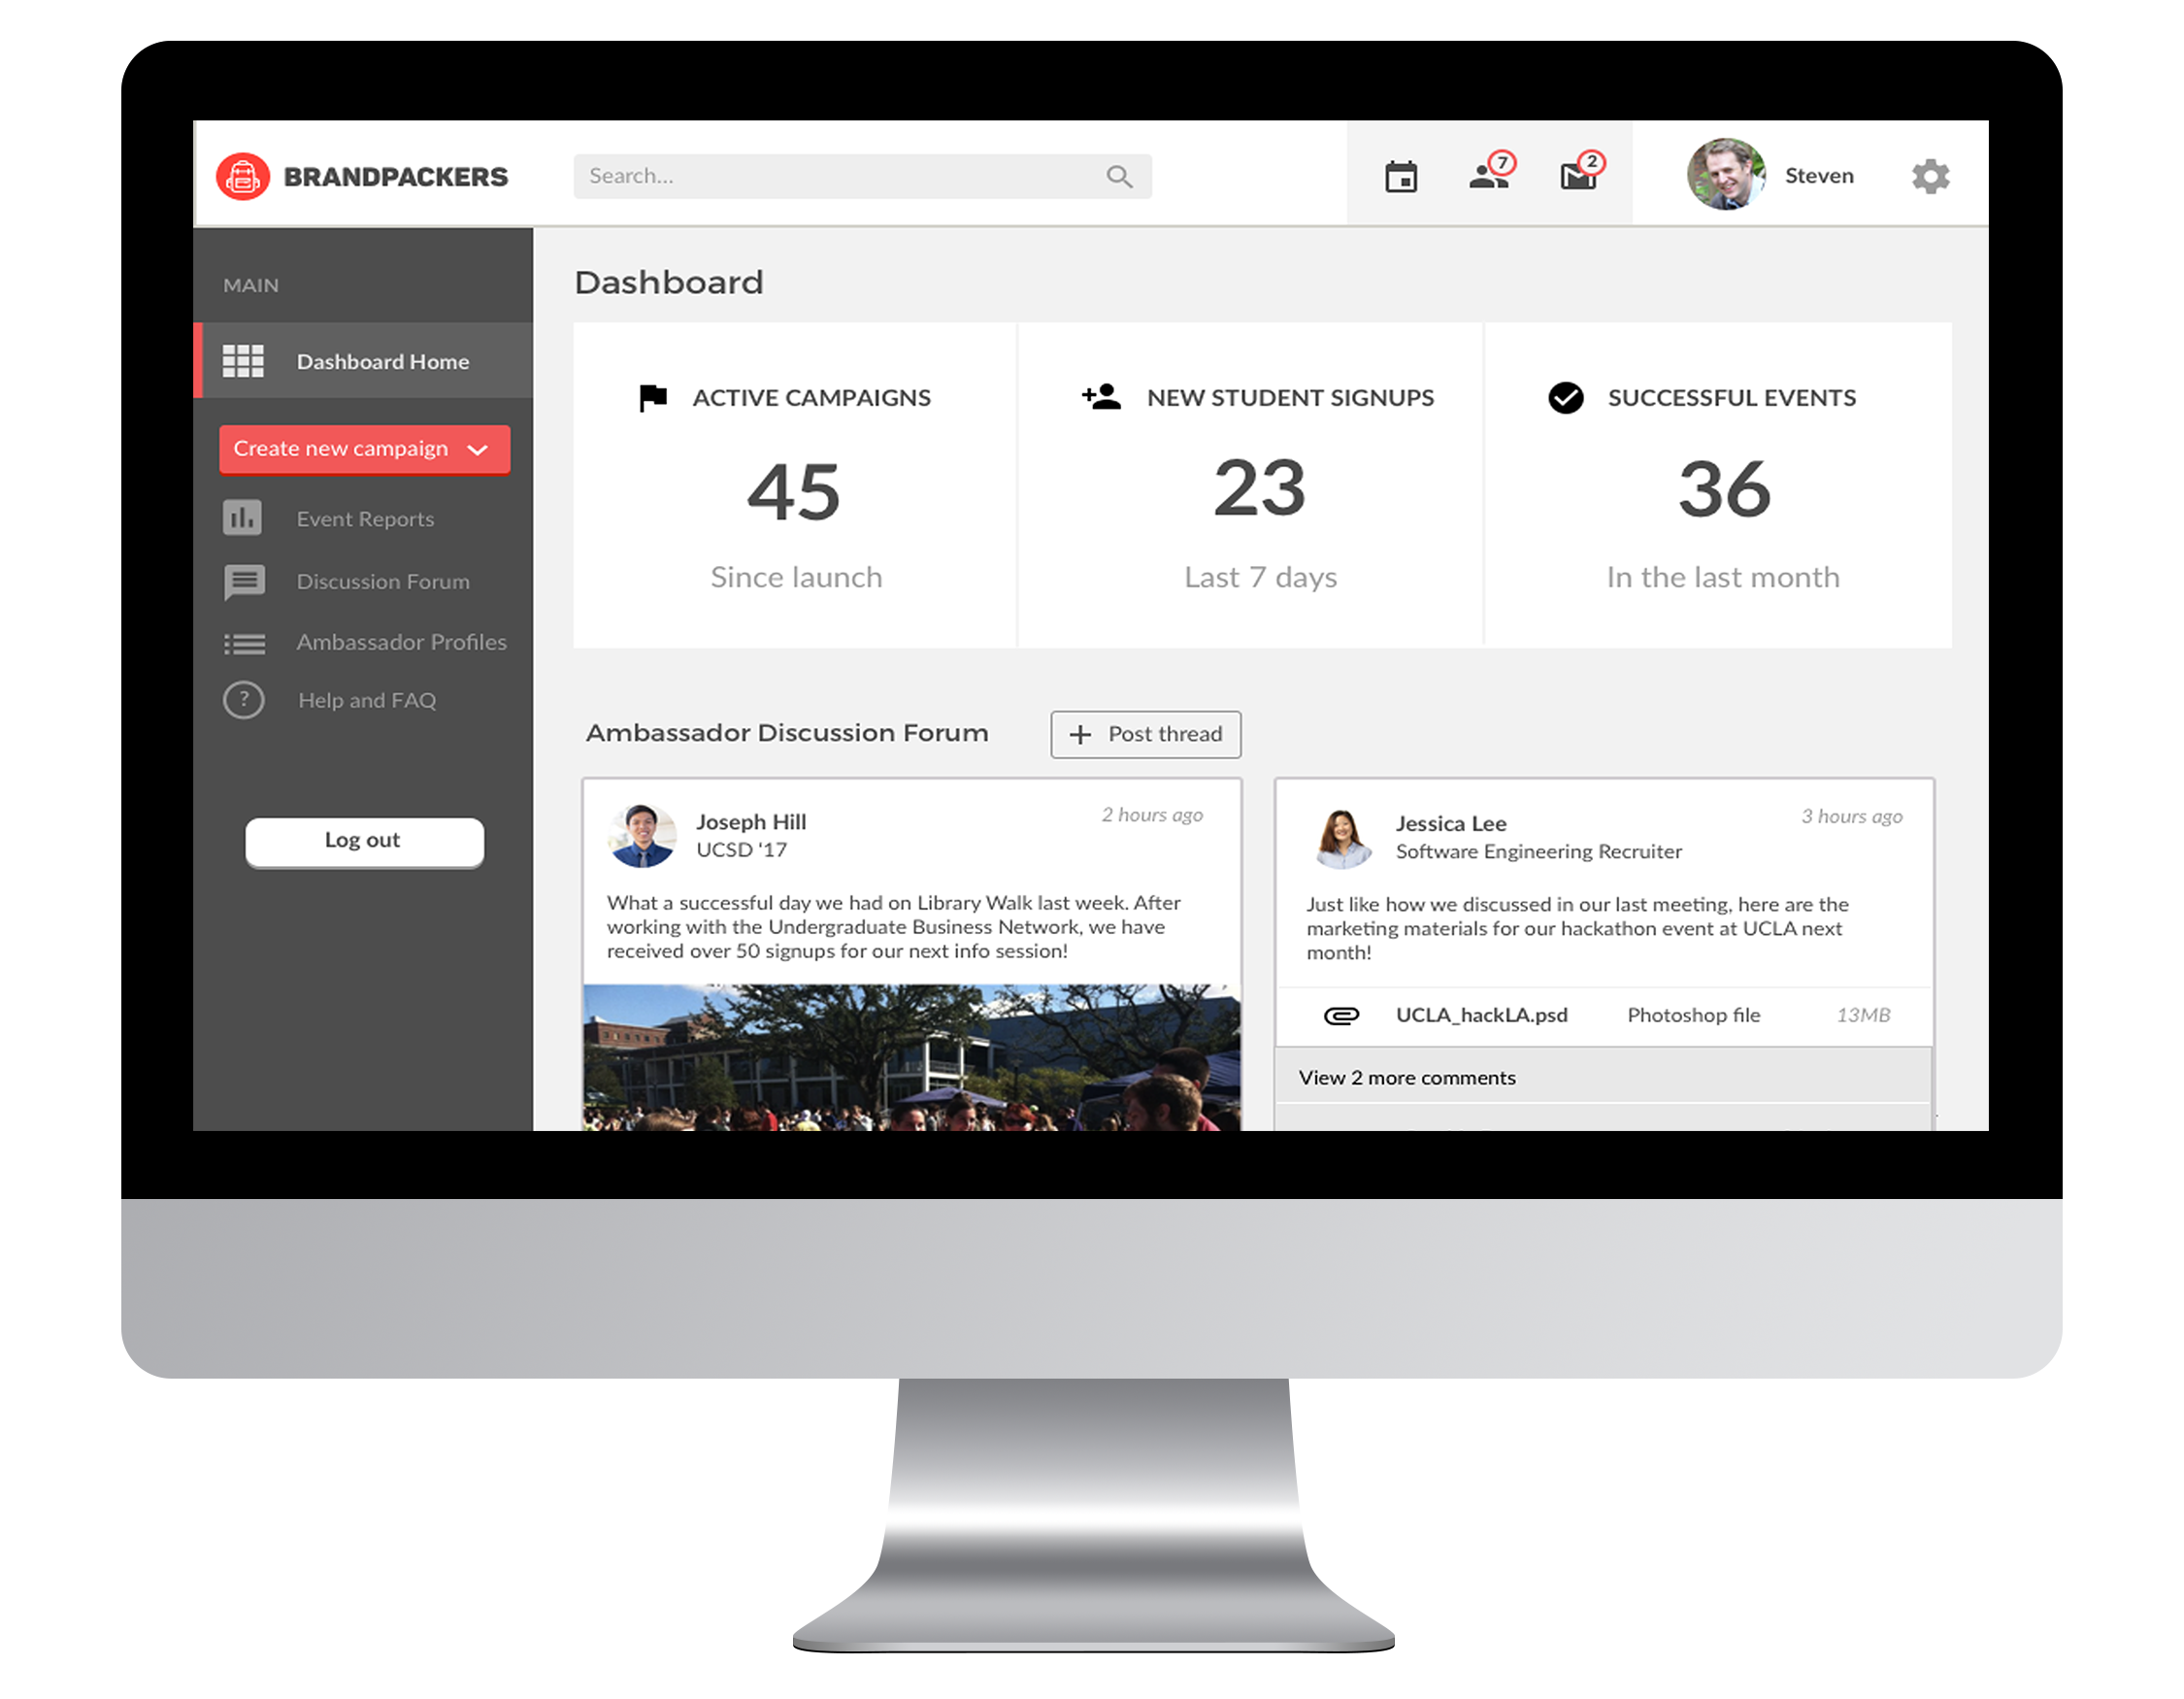 BRANDPACKERS
Search...
7
2
Steven
MAIN
Dashboard Home
Create new campaign
Event Reports
Discussion Forum
Ambassador Profiles
? Help and FAQ
Log out
Dashboard
ACTIVE CAMPAIGNS
45
Since launch
NEW STUDENT SIGNUPS
23
Last 7 days
SUCCESSFUL EVENTS
36
In the last month
Ambassador Discussion Forum
+ Post thread
Joseph Hill
2 hours ago
UCSD ‘17
What a successful day we had on Library Walk last week. After
working with the Undergraduate Business Network, we have
received over 50 signups for our next info session!
Jessica Lee
3 hours ago
Software Engineering Recruiter
Just like how we discussed in our last meeting, here are the
marketing materials for our hackathon event at UCLA next
month!
UCLA_hackLA.psd Photoshop file 13MB
View 2 more comments